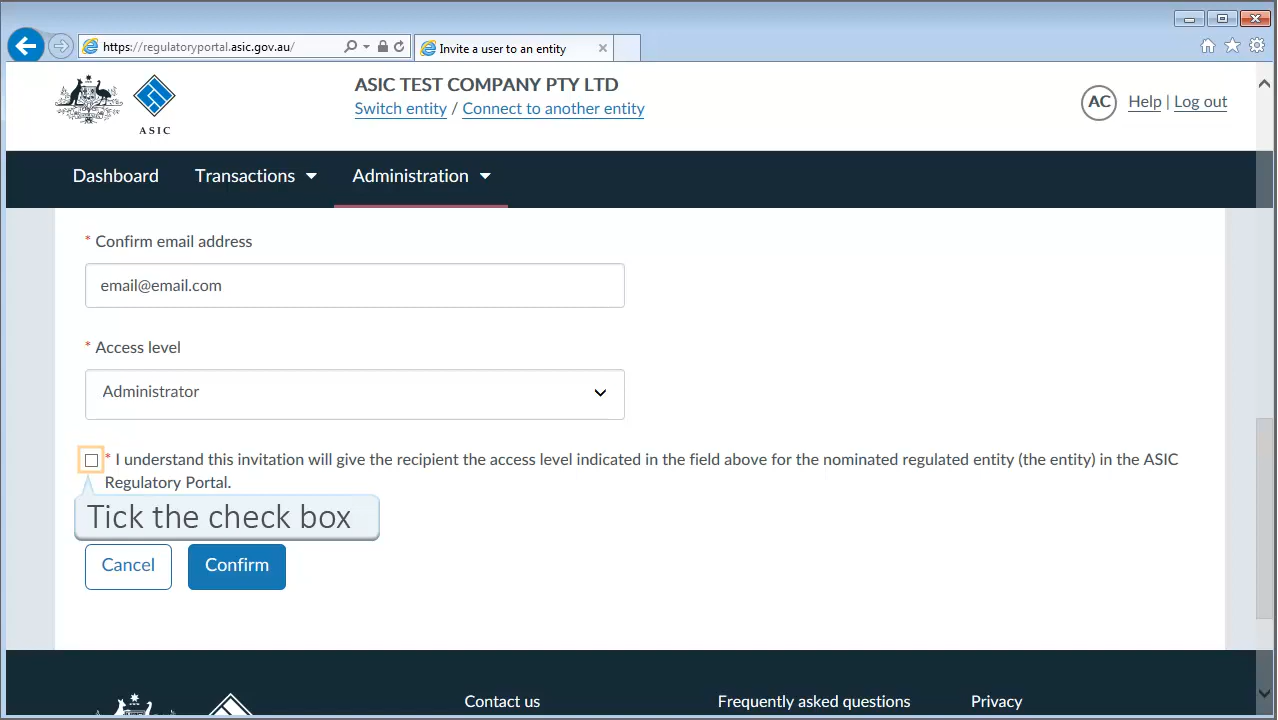 https://regulatoryportal.asic.gov.au/
Invite a user to an entity
ASIC
ASIC TEST COMPANY PTY LTD
Switch entity / Connect to another entity
AC Help | Log out
Dashboard Transactions Administration
* Confirm email address
email@email.com
* Access level
Administrator
* I understand this invitation will give the recipient the access level indicated in the field above for the nominated regulated entity (the entity) in the ASIC
Regulatory Portal.
Tick the check box
Cancel Confirm
Contact us Frequently asked questions Privacy